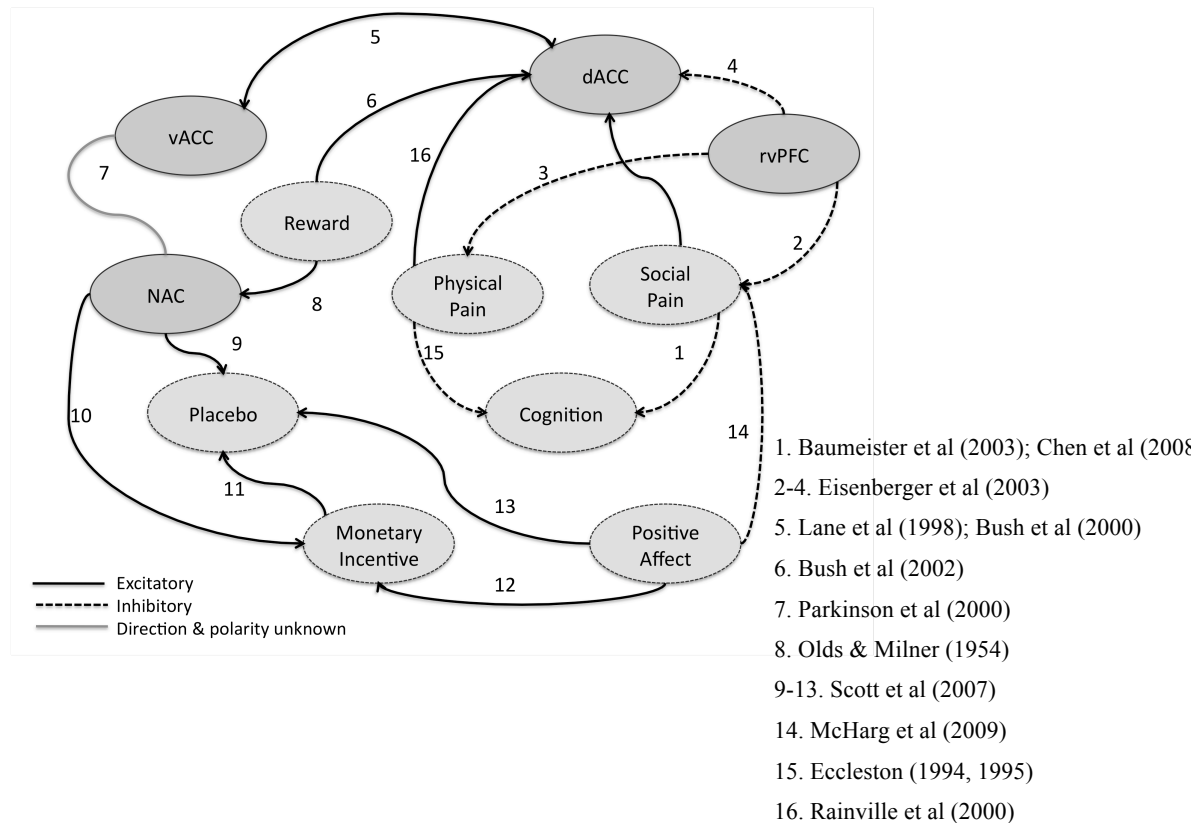 5
dACC
4
6
vACC
16
rvPFC
7
3
Reward
2
Physical
Pain
Social
Pain
NAC
8
9
15
1
10
Placebo
Cognition
14
11
13
Monetary
Incentive
Positive
Affect
12
Excitatory
Inhibitory
Direction & polarity unknown
1. Baumeister et al (2003); Chen et al (2008
2-4. Eisenberger et al (2003)
5. Lane et al (1998); Bush et al (2000)
6. Bush et al (2002)
7. Parkinson et al (2000)
8. Olds & Milner (1954)
9-13. Scott et al (2007)
14. McHarg et al (2009)
15. Eccleston (1994, 1995)
16. Rainville et al (2000)